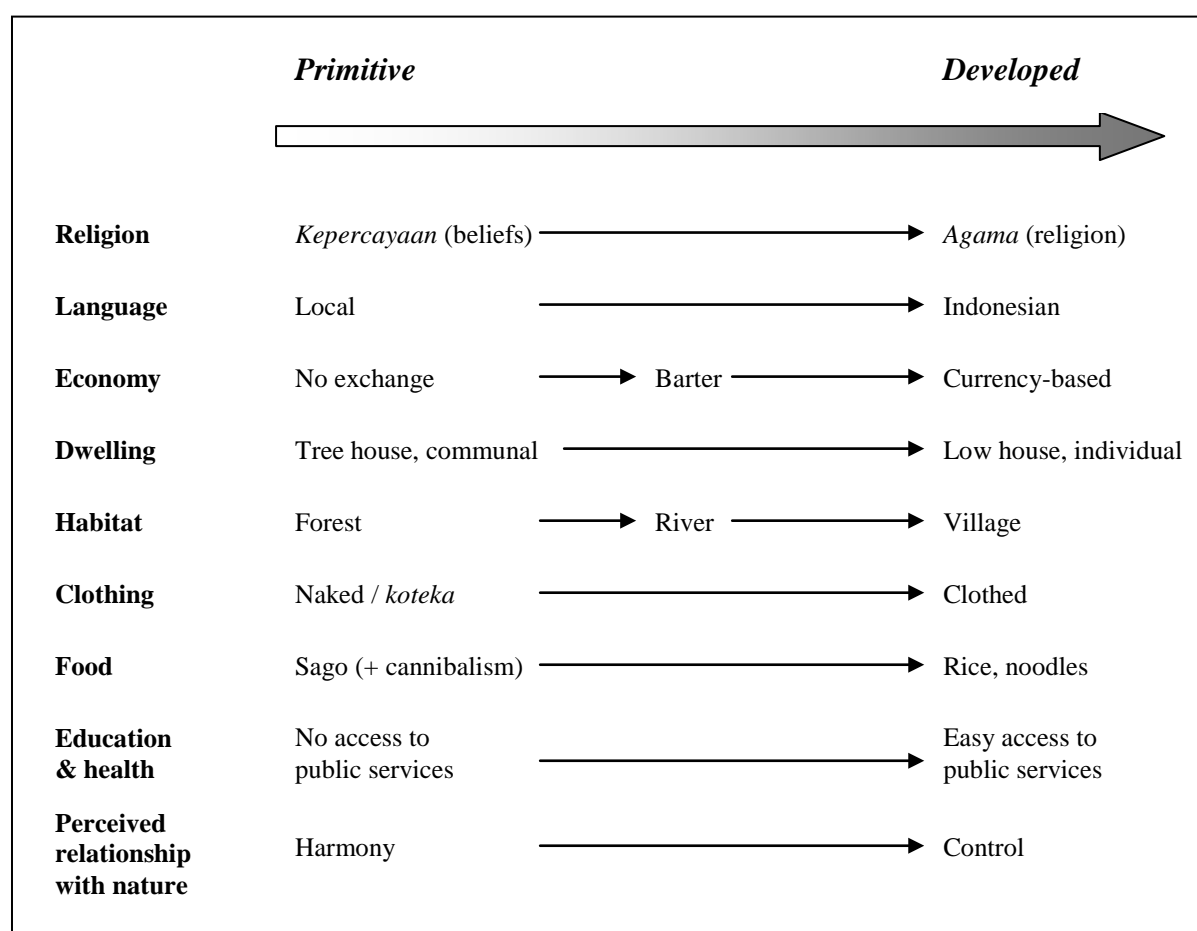 Primitive Developed
Religion Kepercayaan (beliefs) Agama (religion)
Language Local Indonesian
Economy No exchange Barter Currency-based
Dwelling Tree house, communal Low house, individual
Habitat Forest River Village
Clothing Naked / koteka Clothed
Food Sago (+ cannibalism) Rice, noodles
Education No access to Easy access to
& health public services public services
Perceived
relationship Harmony Control
with nature